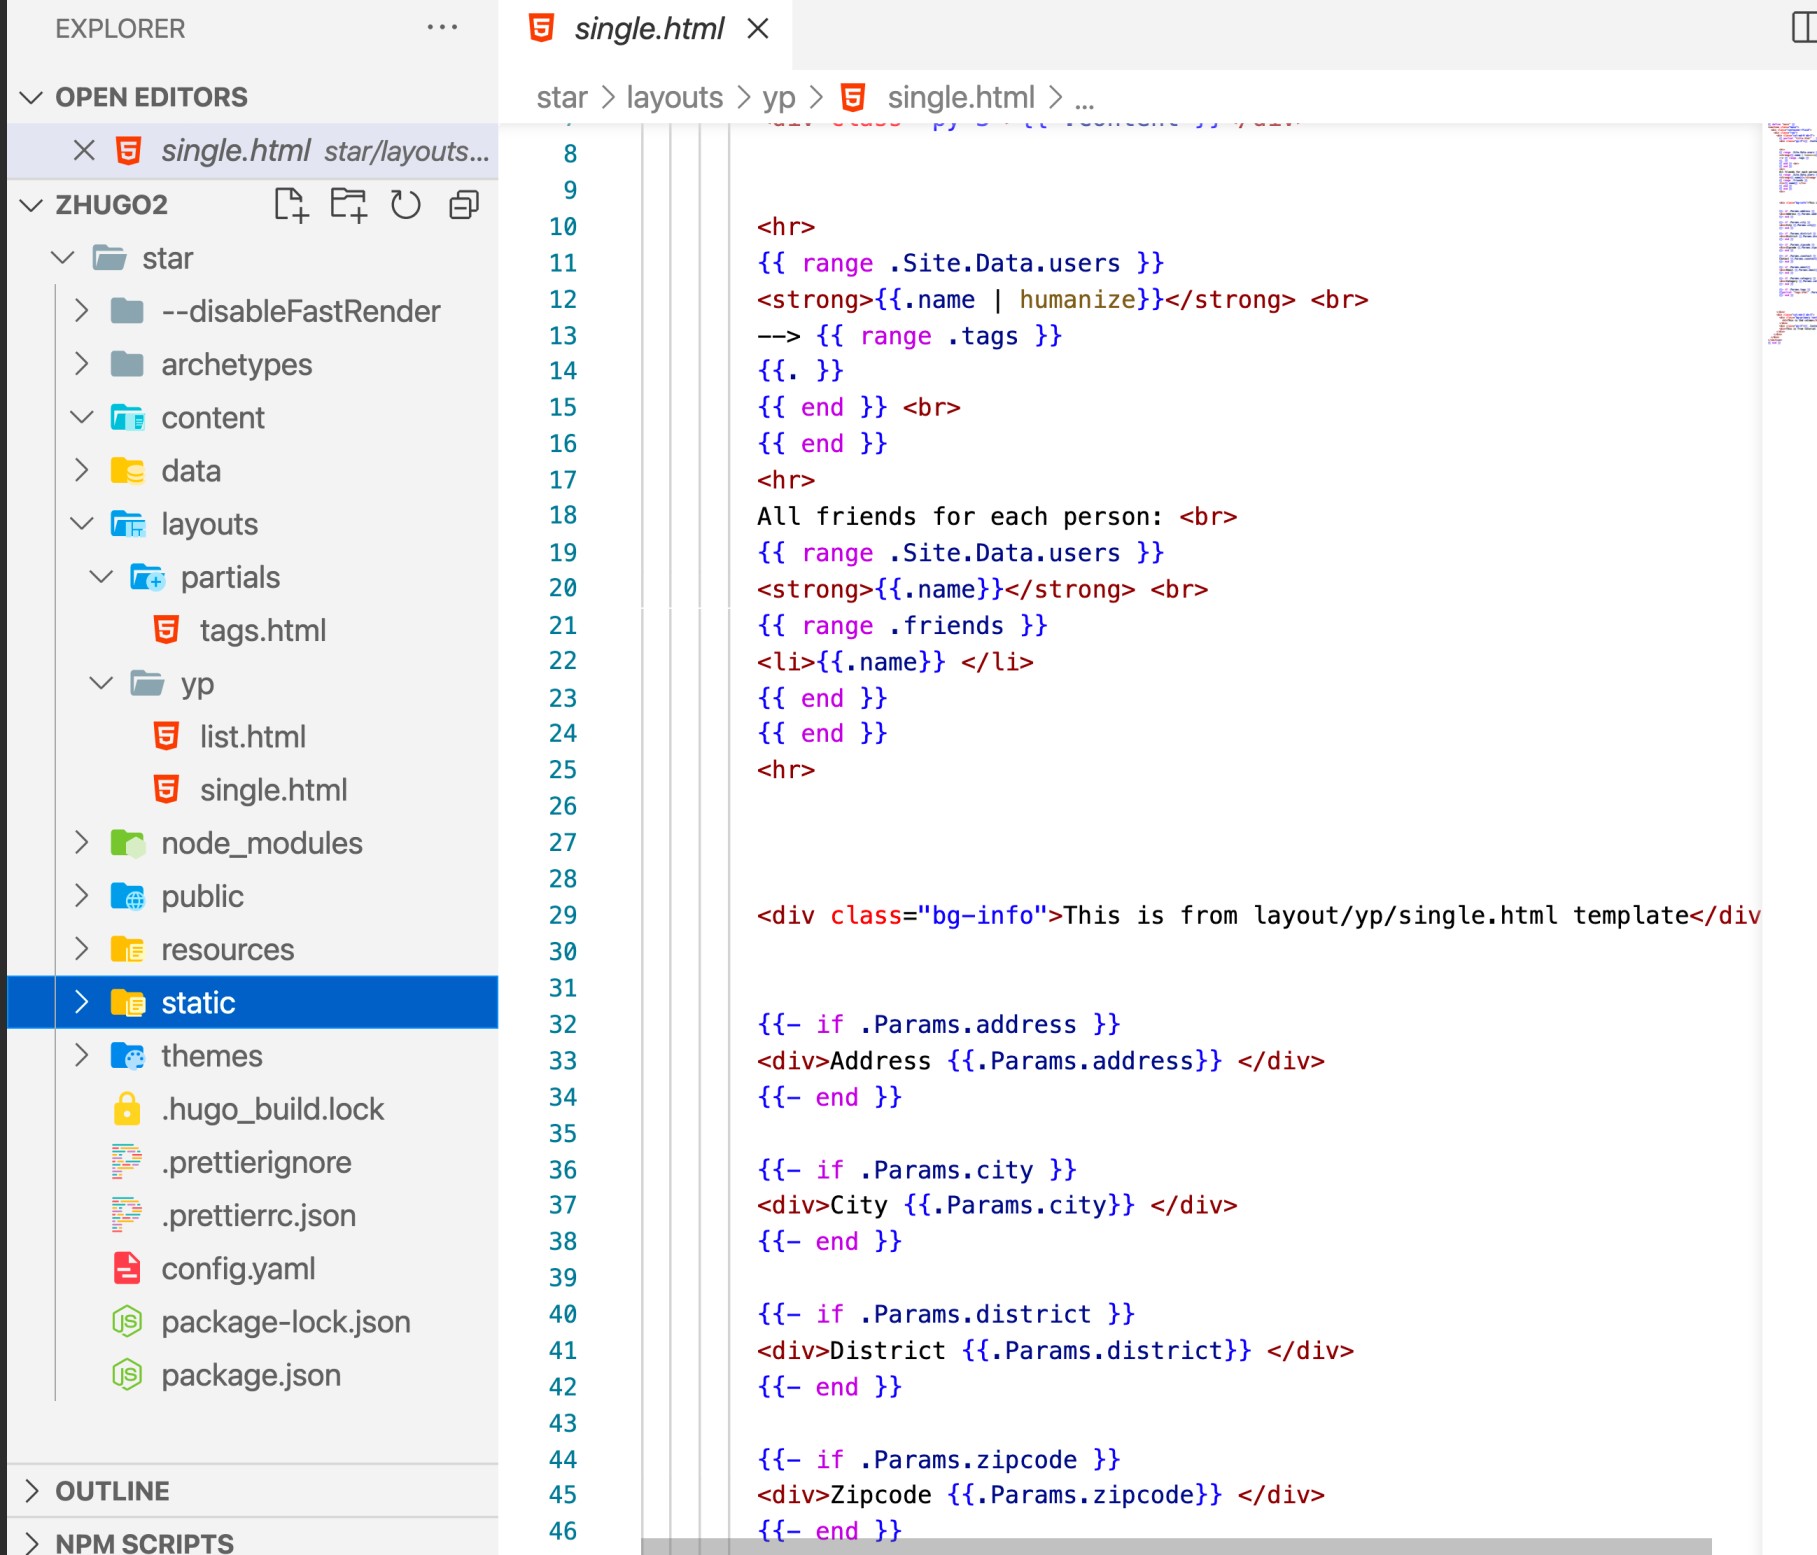 EXPLORER
OPEN EDITORS
single.html star/layouts...
ZHUGO2
star
--disableFastRender
archetypes
content
data
layouts
partials
tags.html
yp
list.html
single.html
node_modules
public
resources
static
themes
.hugo_build.lock
.prettierignore
.prettierrc.json
config.yaml
package-lock.json
package.json
OUTLINE
NPM SCRIPTS
single.html
star > layouts > yp > single.html > ...
8
9
10 <hr>
11 {{ range .Site.Data.users }}
12 <strong>{{.name | humanize}}</strong> <br>
13 --> {{ range .tags }}
14 {{. }}
15 {{ end }} <br>
16 {{ end }}
17 <hr>
18 All friends for each person: <br>
19 {{ range .Site.Data.users }}
20 <strong>{{.name}}</strong> <br>
21 {{ range .friends }}
22 <li>{{.name}} </li>
23 {{ end }}
24 {{ end }}
25 <hr>
26
27
28
29 <div class="bg-info">This is from layout/yp/single.html template</div
30
31
32 {{- if .Params.address }}
33 <div>Address {{.Params.address}} </div>
34 {{- end }}
35
36 {{- if .Params.city }}
37 <div>City {{.Params.city}} </div>
38 {{- end }}
39
40 {{- if .Params.district }}
41 <div>District {{.Params.district}} </div>
42 {{- end }}
43
44 {{- if .Params.zipcode }}
45 <div>Zipcode {{.Params.zipcode}} </div>
46 {{- end }}